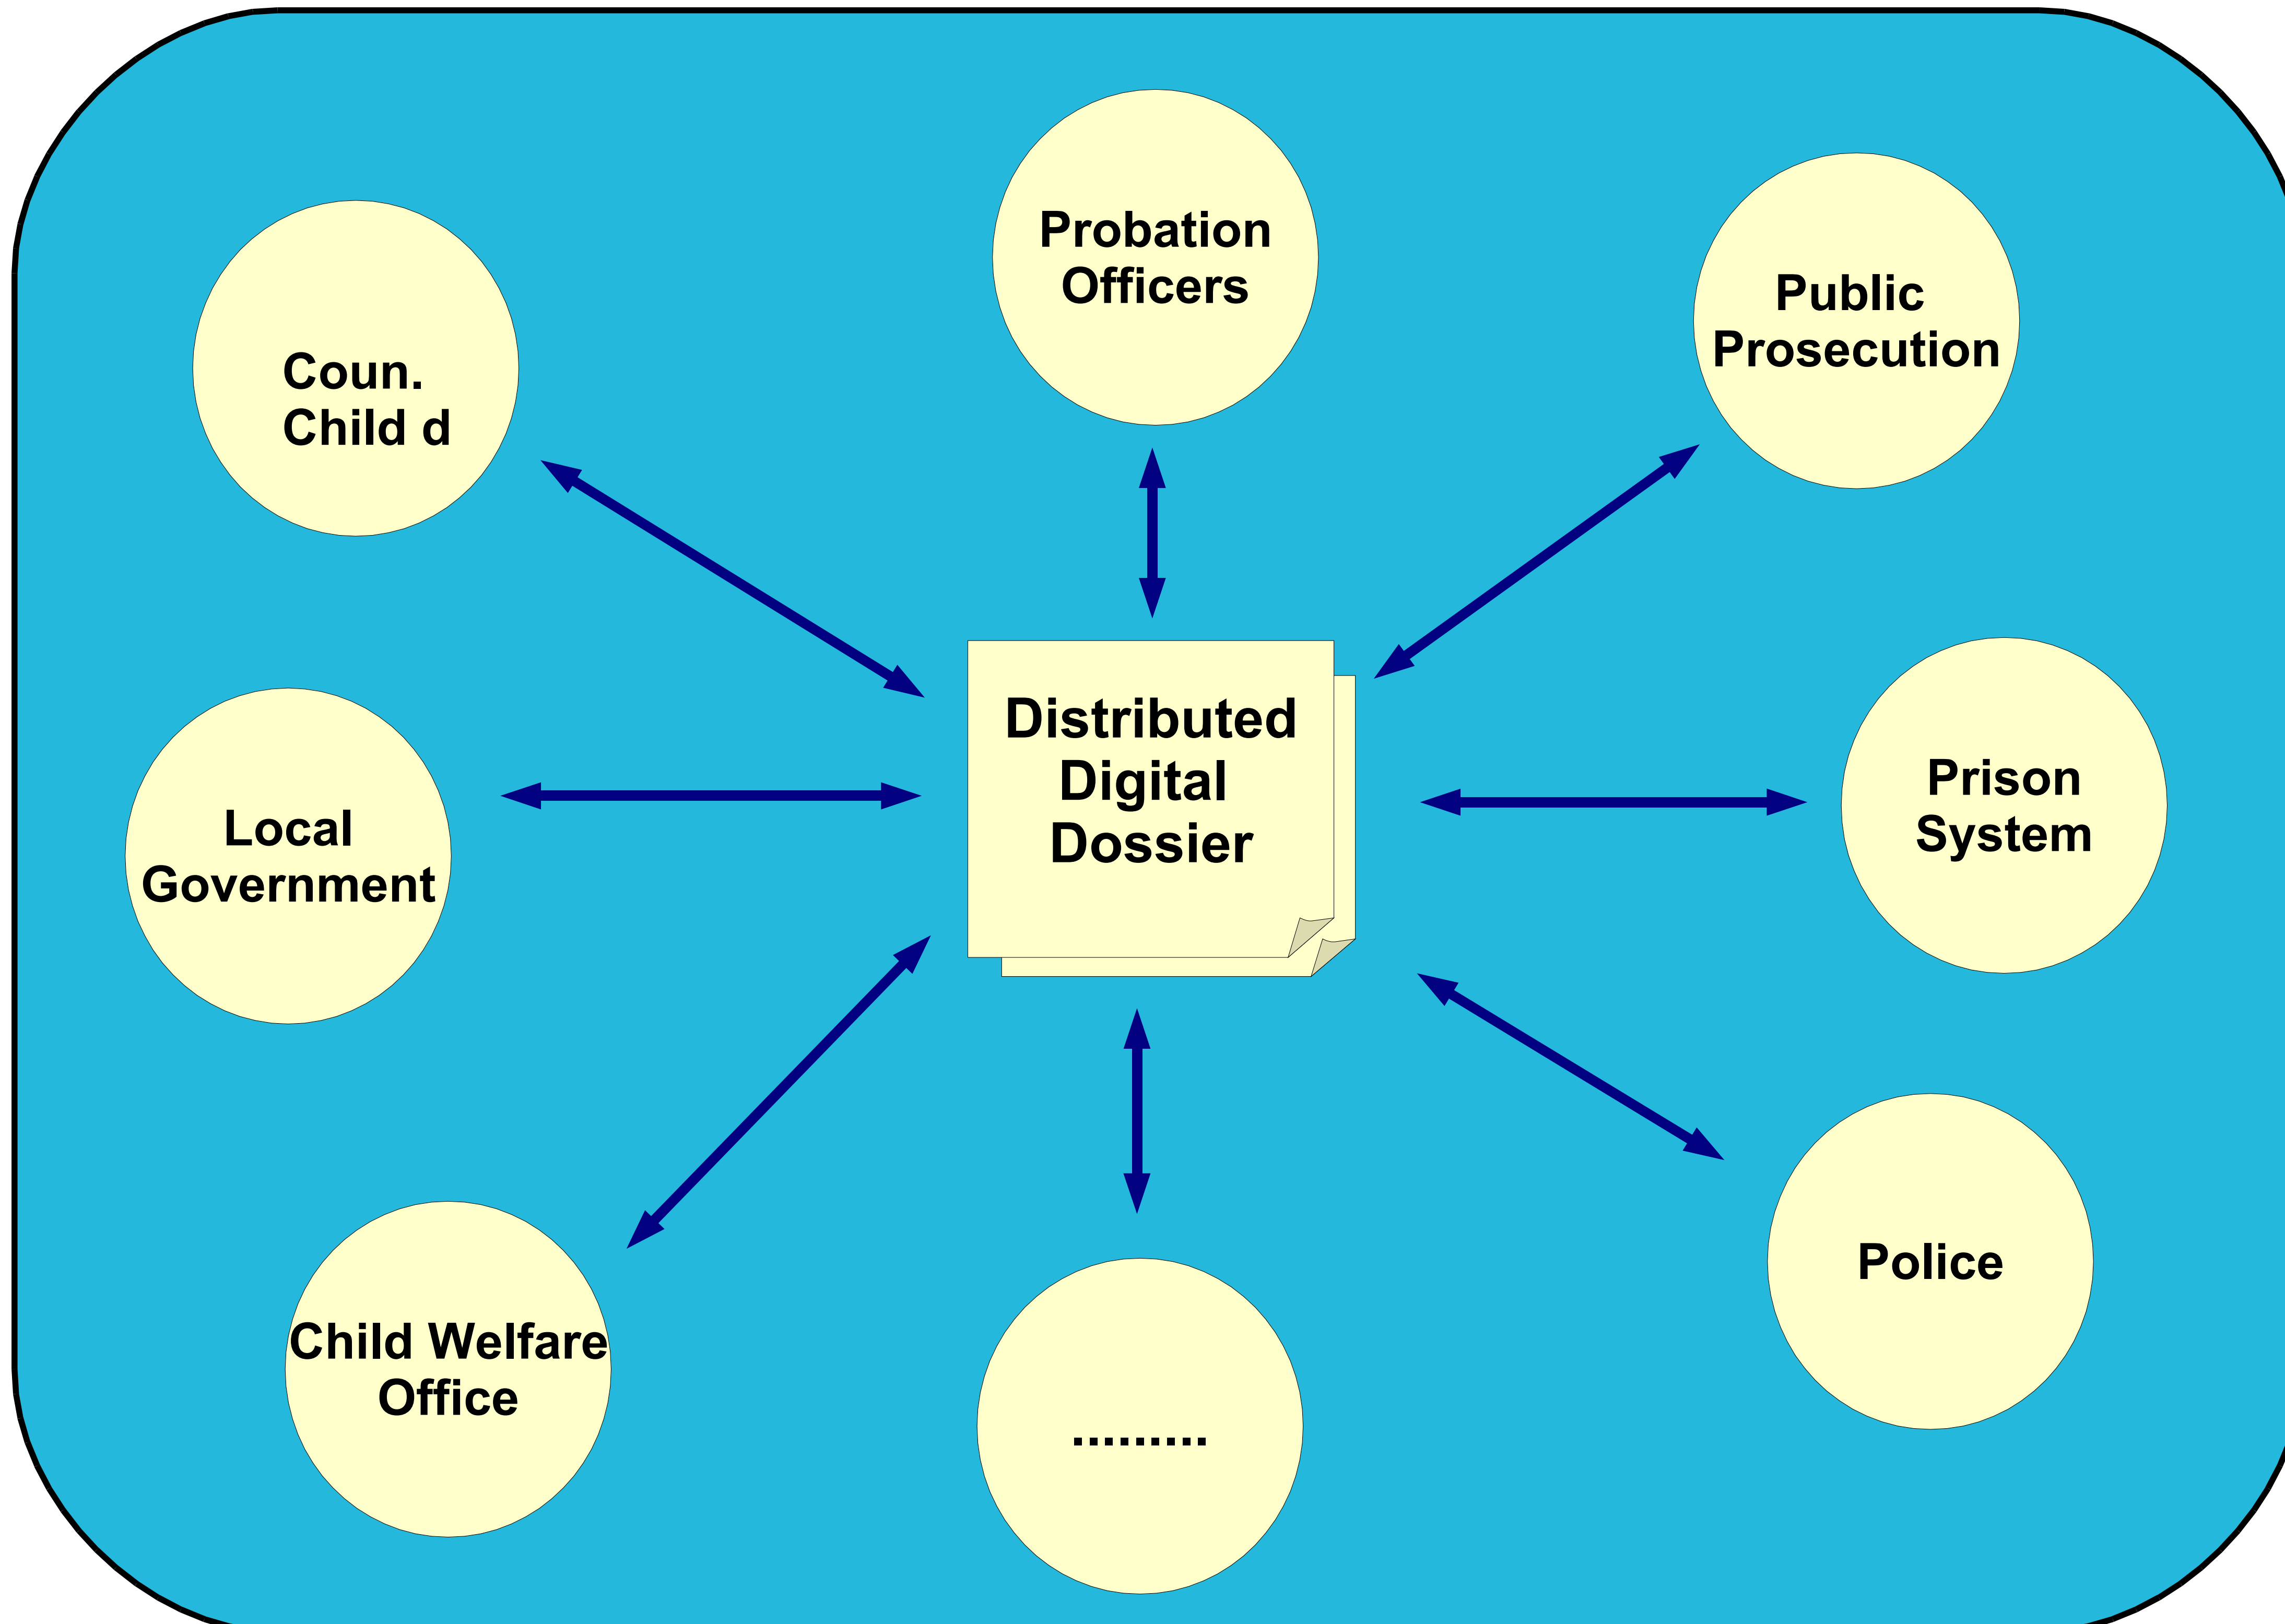 Probation
Officers
Public
Prosecution
Coun.
Child d
Distributed
Digital
Dossier
Prison
System
Local
Government
Police
Child Welfare
Office
.........